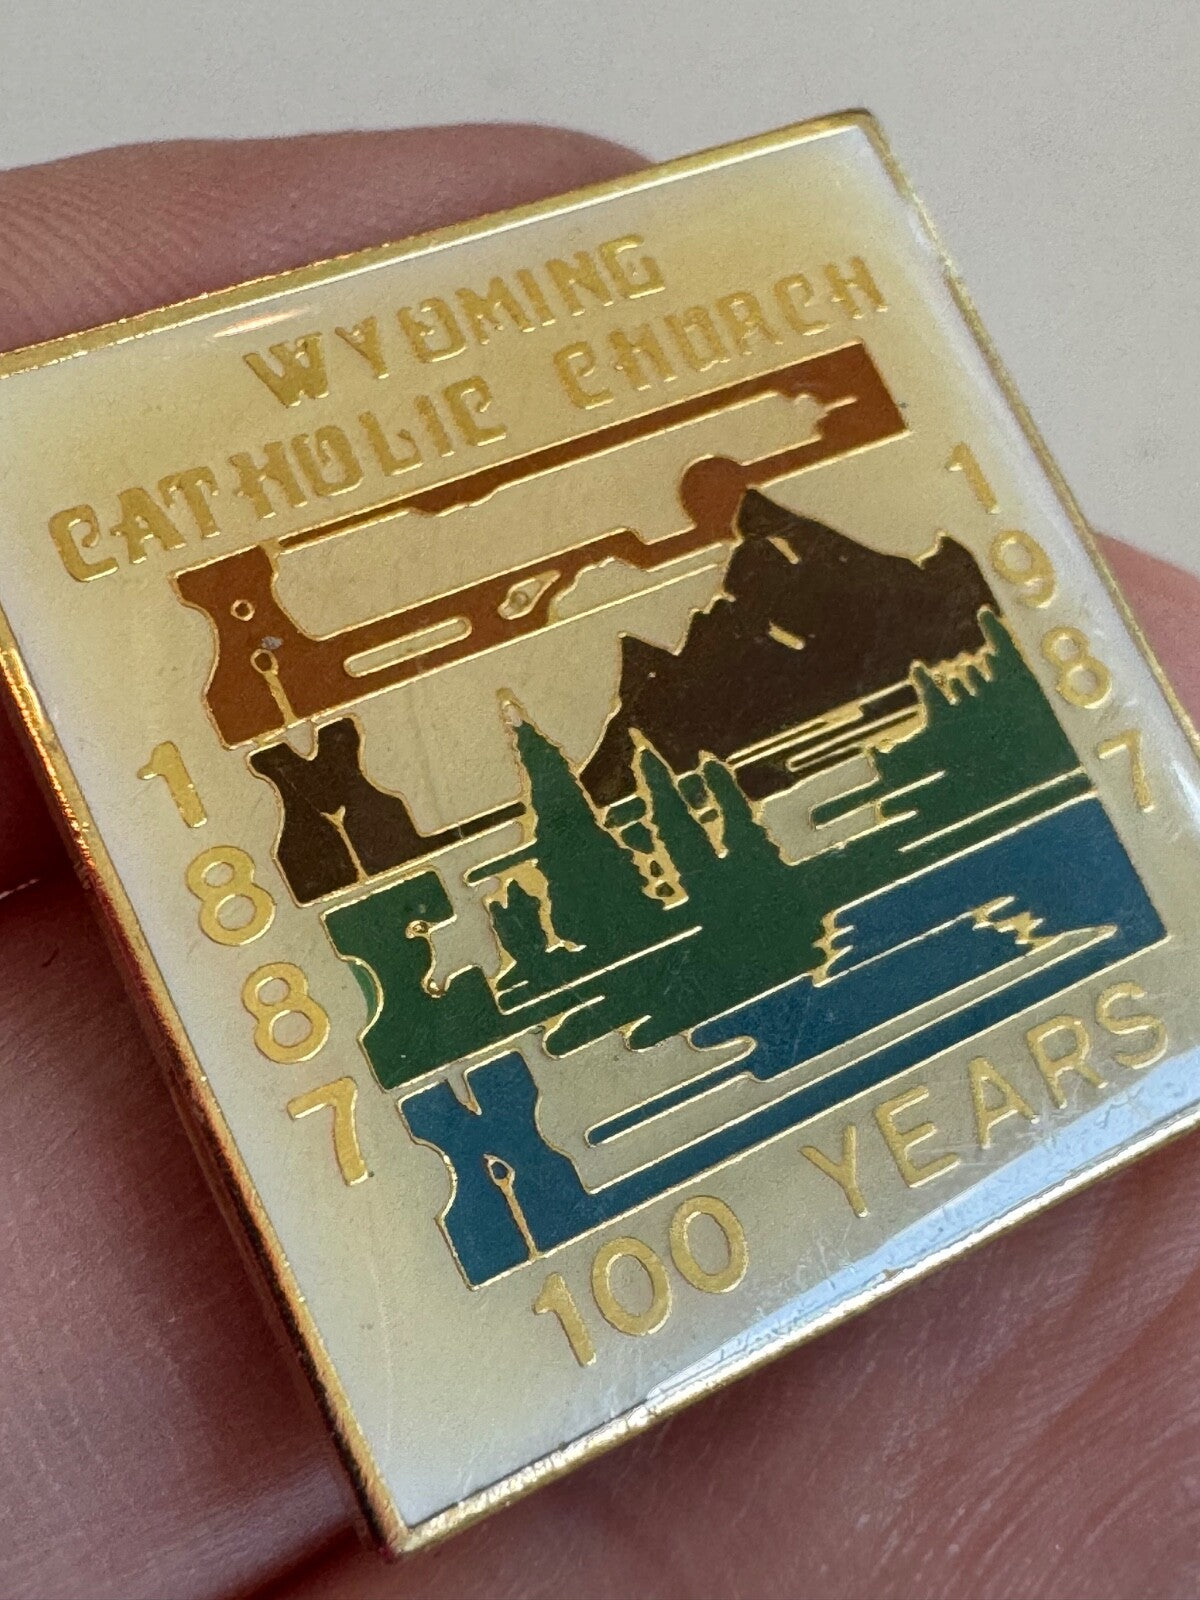 WYOMING
CATHOLIC CHURCH
1887
1987
100 YEARS